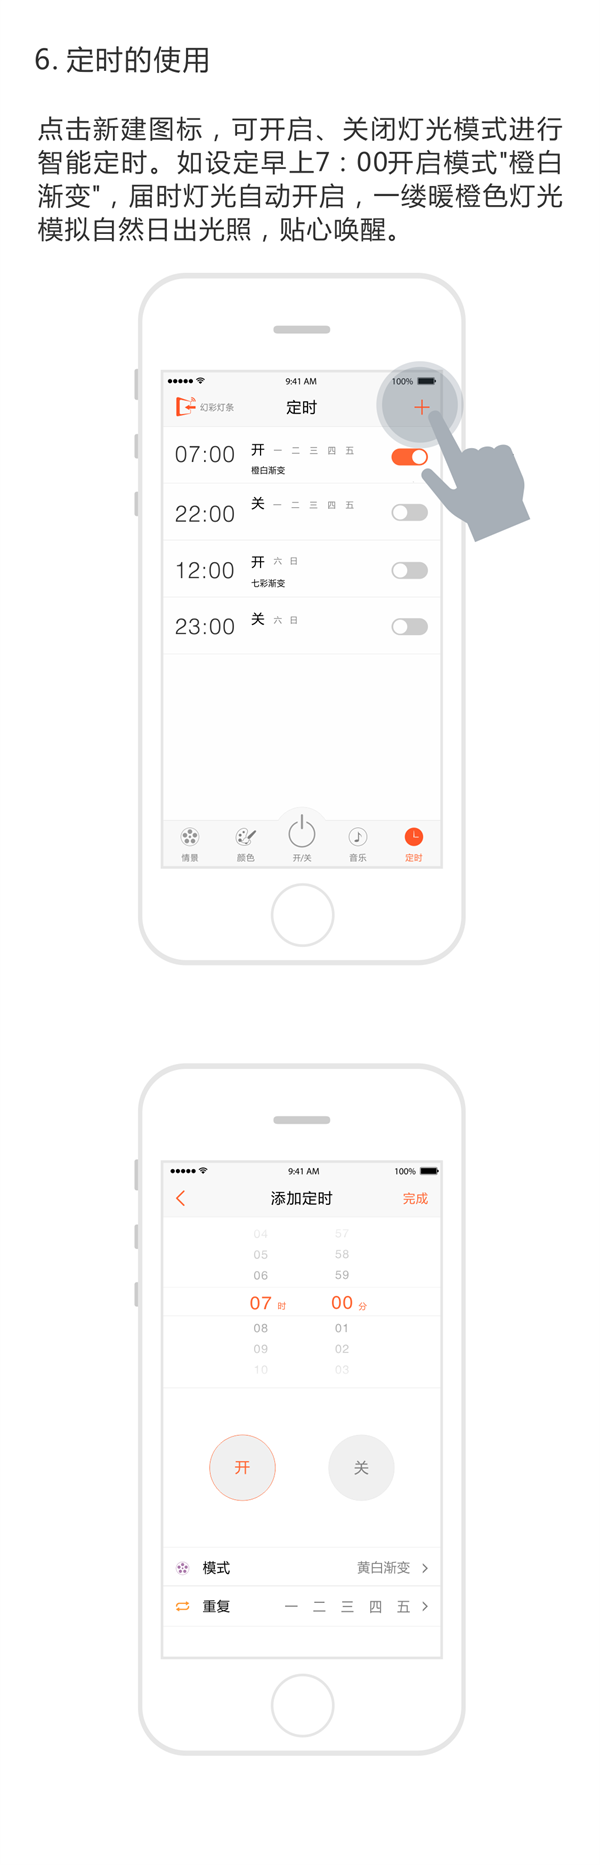 6. 定时的使用
点击新建图标，可开启、关闭灯光模式进行
智能定时。如设定早上7：00开启模式"橙白
渐变"，届时灯光自动开启，一缕暖橙色灯光
模拟自然日出光照，贴心唤醒。
9:41 AM 100%
幻彩灯条 定时 +
07:00 开 一 二 三 四 五
橙白渐变
22:00 关 一 二 三 四 五
12:00 开 六 日
七彩渐变
23:00 关 六 日
情景 颜色 开/关 音乐 定时
9:41 AM 100%
添加定时 完成
04 57
05 58
06 59
07 时 00 分
08 01
09 02
10 03
开 关
模式 黄白渐变
重复 一 二 三 四 五